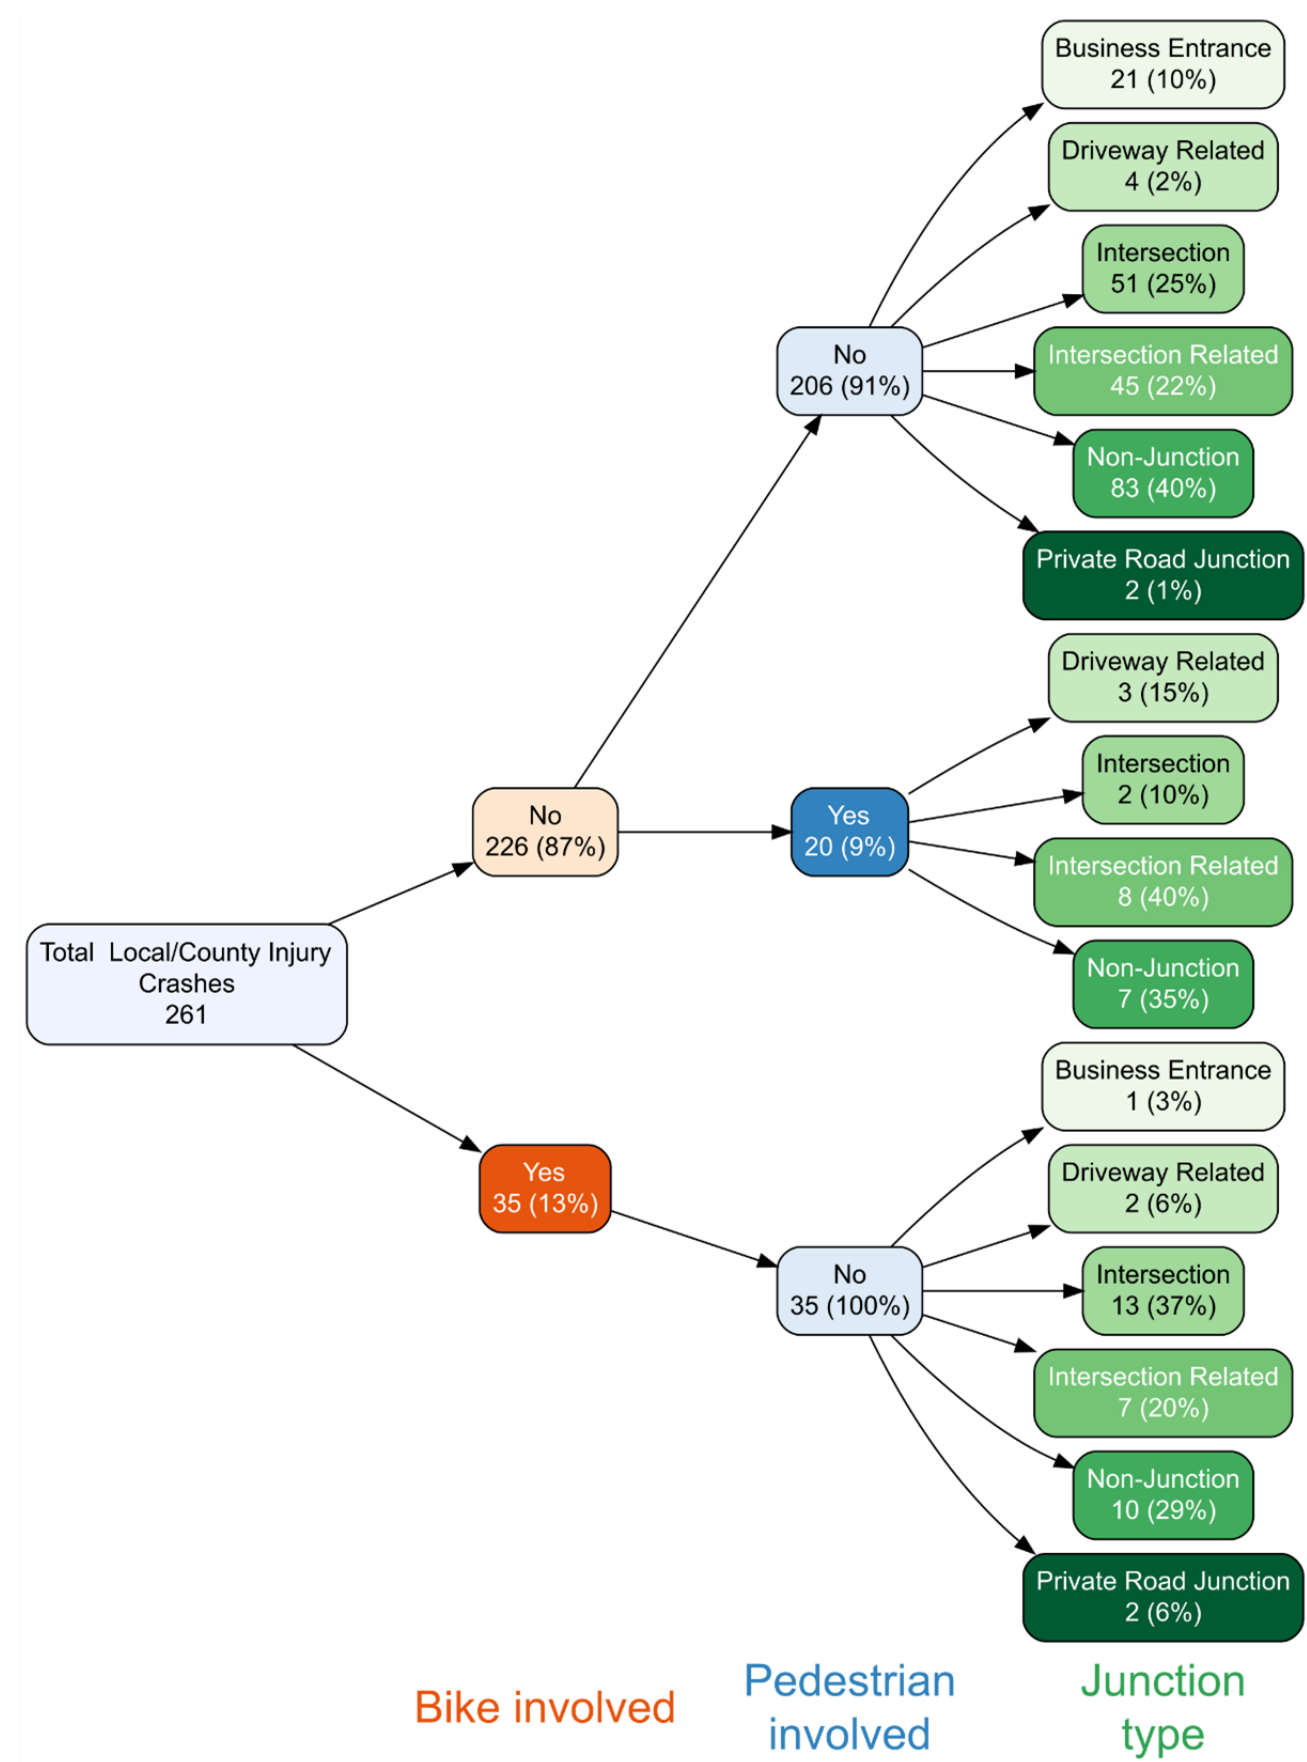 Business Entrance
21 (10%)
Driveway Related
4 (2%)
Intersection
51 (25%)
No
206 (91%)
Intersection Related
45 (22%)
Non-Junction
83 (40%)
Private Road Junction
2 (1%)
Driveway Related
3 (15%)
Intersection
2 (10%)
No
226 (87%)
Yes
20 (9%)
Intersection Related
8 (40%)
Non-Junction
7 (35%)
Total  Local/County Injury
Crashes
261
Business Entrance
1 (3%)
Yes
35 (13%)
Driveway Related
2 (6%)
No
35 (100%)
Intersection
13 (37%)
Intersection Related
7 (20%)
Non-Junction
10 (29%)
Private Road Junction
2 (6%)
Bike involved
Pedestrian
involved
Junction
type